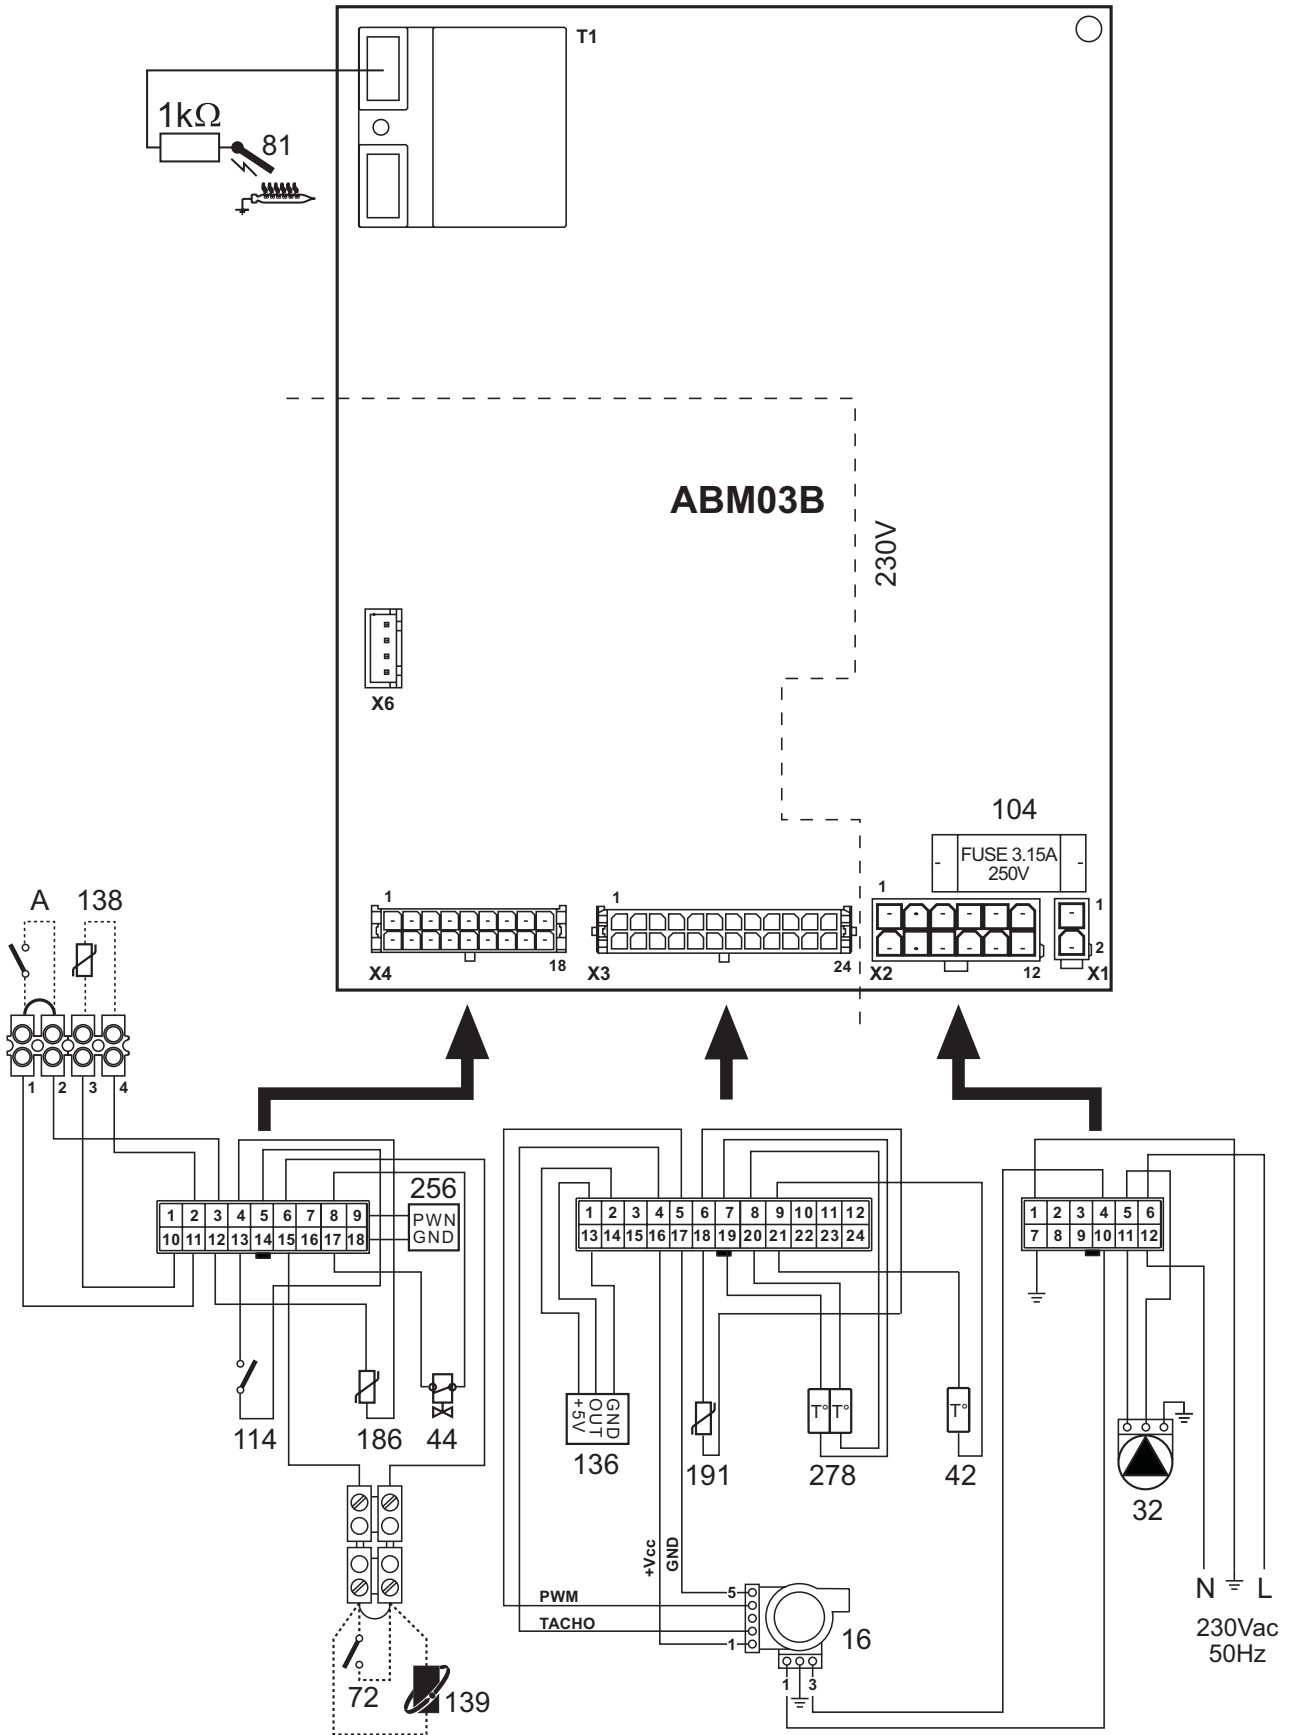 T1
1kΩ
81
ABM03B
230V
X6
104
FUSE 3.15A
250V
1
18
X4
1
24
X3
1
12
X2
1
2
X1
A
138
1
2
3
4
256
PWN
GND
1 2 3 4 5 6 7 8 9
10 11 12 13 14 15 16 17 18
1 2 3 4 5 6 7 8 9 10 11 12
13 14 15 16 17 18 19 20 21 22 23 24
1 2 3 4 5 6
7 8 9 10 11 12
114
186
44
GND
OUT
+5V
136
191
T° T°
278
T°
42
32
+Vcc
GND
PWM
TACHO
5
1
16
1
3
N L
230Vac
50Hz
72
139